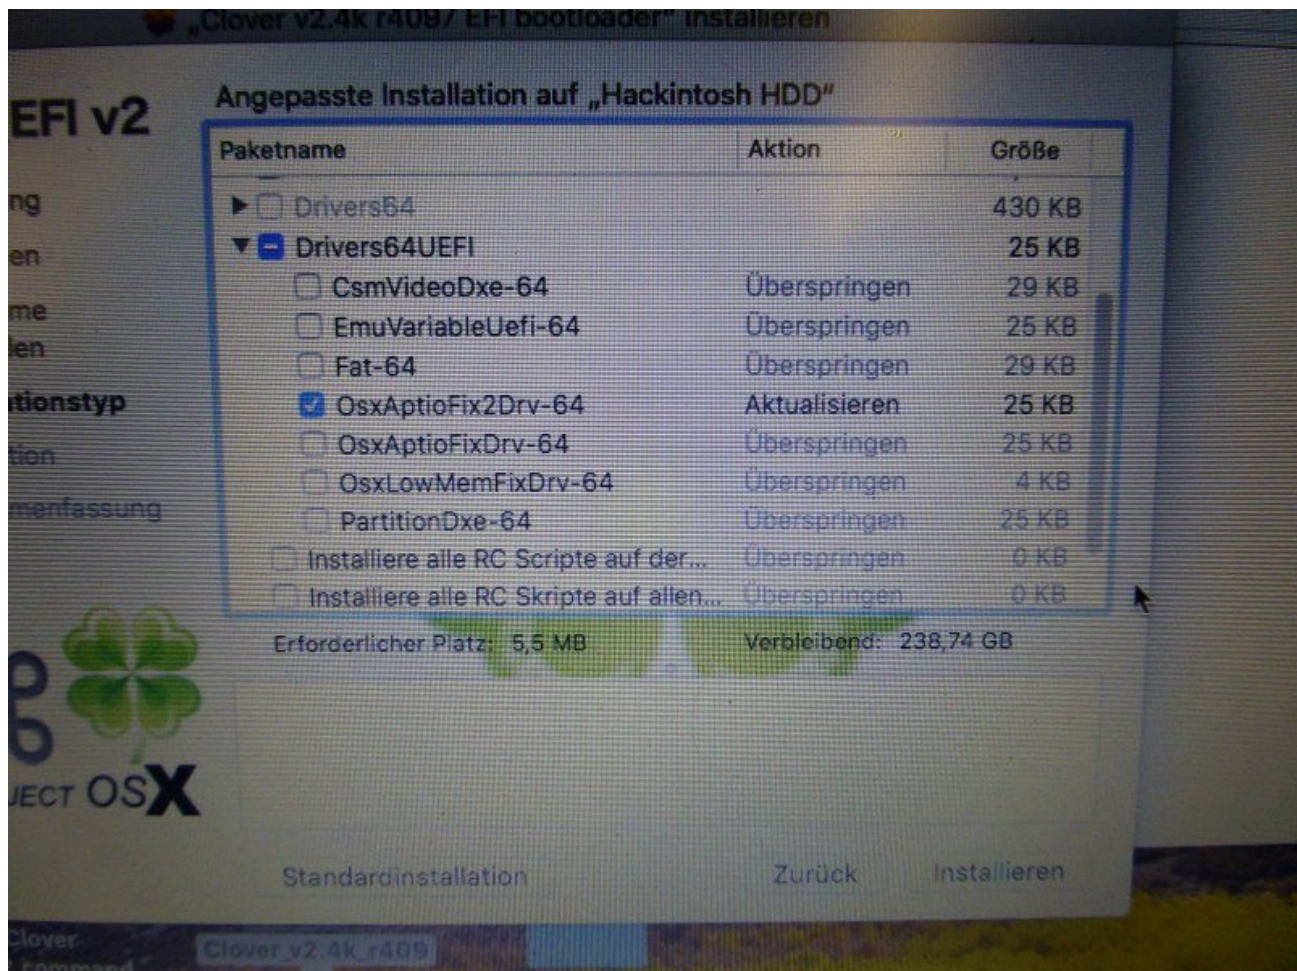 „Clover v2.4k r4097 EFI bootloader“ installieren
EFI v2
Angepasste Installation auf „Hackintosh HDD“
Paketname Aktion Größe
ng
Drivers64 430 KB
en
Drivers64UEFI 25 KB
CsmVideoDxe-64 Überspringen 29 KB
me
EmuVariableUefi-64 Überspringen 25 KB
len
Fat-64 Überspringen 29 KB
tionstyp
OsxAptioFix2Drv-64 Aktualisieren 25 KB
tion
OsxAptioFixDrv-64 Überspringen 25 KB
OsxLowMemFixDrv-64 Überspringen 4 KB
menfassung
PartitionDxe-64 Überspringen 25 KB
Installiere alle RC Scripte auf der... Überspringen 0 KB
Installiere alle RC Skripte auf allen... Überspringen 0 KB
Erforderlicher Platz: 5,5 MB Verbleibend: 238,74 GB
JECT OSX
Standardinstallation Zurück Installieren
Clover
command
Clover_v2.4k_r409